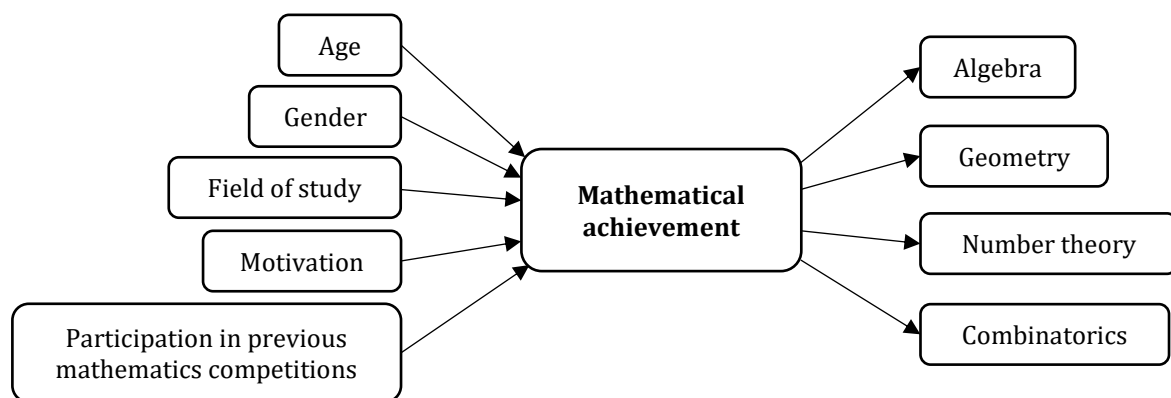 Age
Gender
Field of study
Motivation
Participation in previous
mathematics competitions
Mathematical
achievement
Algebra
Geometry
Number theory
Combinatorics